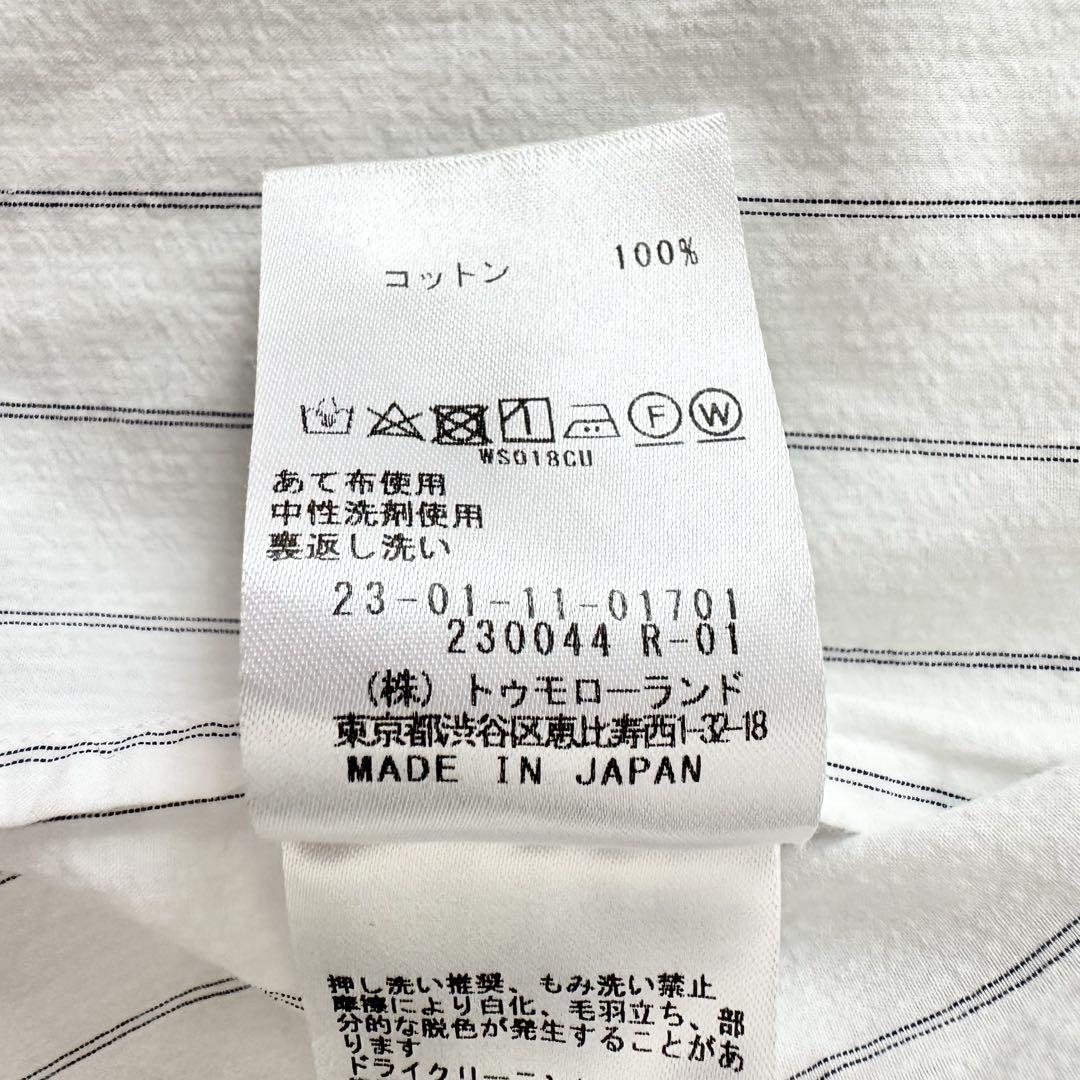 コットン 100%
F W
WS018CU
あて布使用
中性洗剤使用
裏返し洗い
23-01-11-01701
230044 R-01
(株) トゥモローランド
東京都渋谷区恵比寿西1-32-18
MADE IN JAPAN
押し洗い推奨、もみ洗い禁止
摩擦により白化、毛羽立ち、部
分的な脱色が発生することがあ
ります
ドライクリーニン